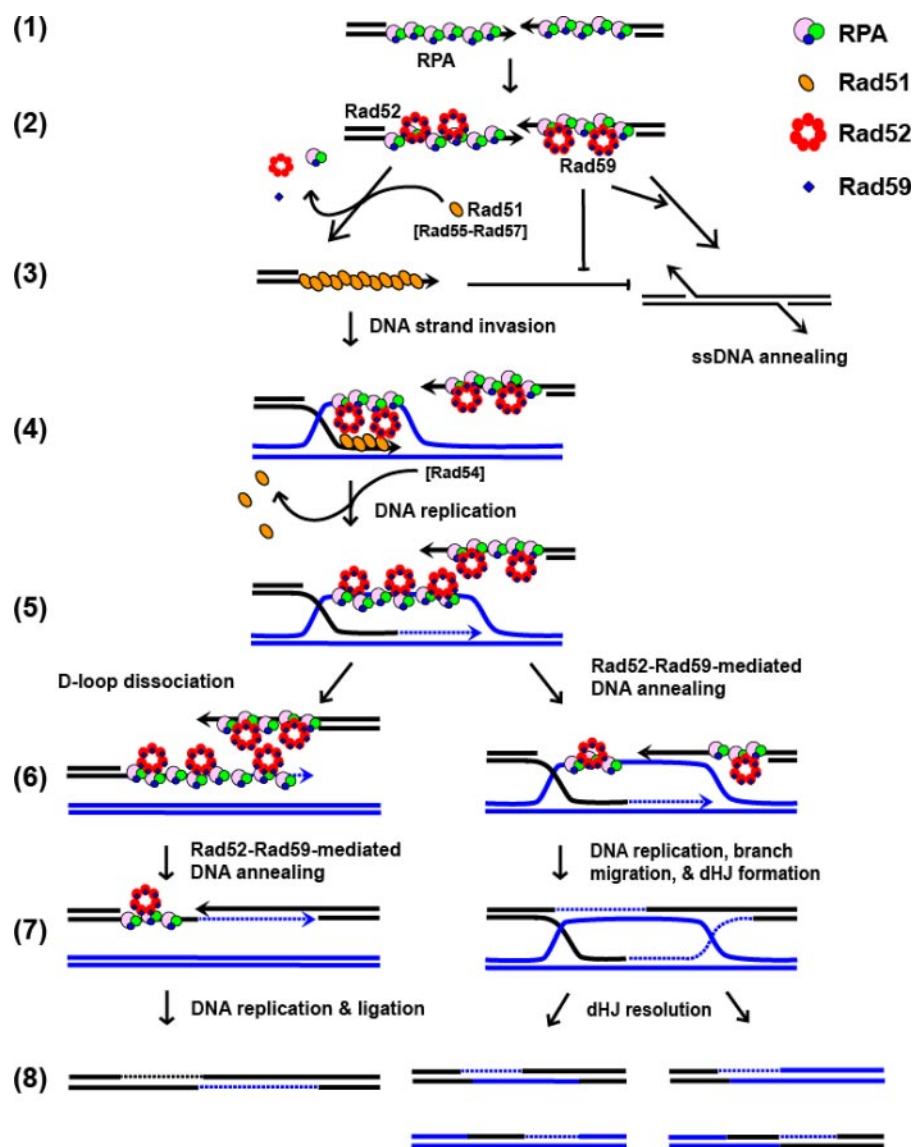 (1)
RPA
RPA
Rad51
Rad52
Rad59
(2)
Rad52
Rad59
Rad51
[Rad55-Rad57]
(3)
DNA strand invasion
ssDNA annealing
(4)
[Rad54]
DNA replication
(5)
D-loop dissociation
Rad52-Rad59-mediated
DNA annealing
(6)
Rad52-Rad59-mediated
DNA annealing
DNA replication, branch
migration, & dHJ formation
(7)
DNA replication & ligation
dHJ resolution
(8)